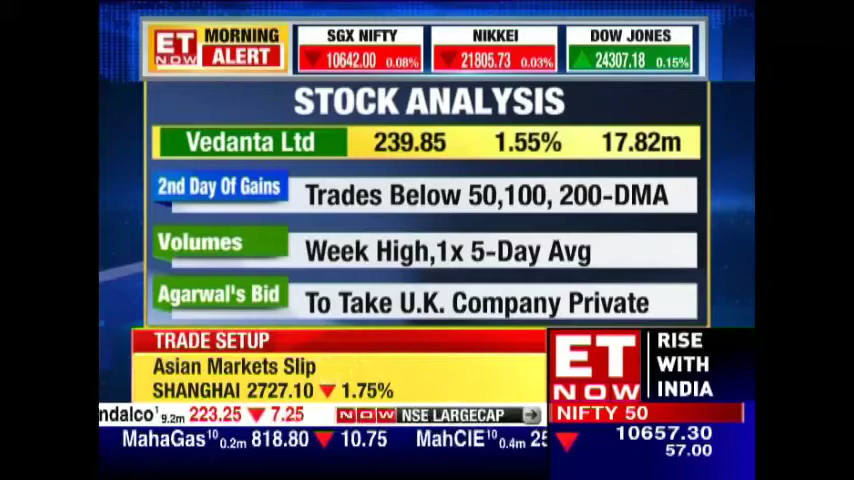 ET NOW
MORNING ALERT
SGX NIFTY
10642.00 0.08%
NIKKEI
21805.73 0.03%
DOW JONES
24307.18 0.15%
STOCK ANALYSIS
Vedanta Ltd 239.85 1.55% 17.82m
2nd Day Of Gains Trades Below 50,100, 200-DMA
Volumes Week High,1x 5-Day Avg
Agarwal's Bid To Take U.K. Company Private
TRADE SETUP
Asian Markets Slip
SHANGHAI 2727.10 ▼ 1.75%
ET NOW
RISE WITH INDIA
ndalco 1 9.2m 223.25 ▼ 7.25 NOW NSE LARGECAP
NIFTY 50
MahaGas 10 0.2m 818.80 ▼ 10.75 MahCIE 10 0.4m 25
▼ 10657.30
57.00